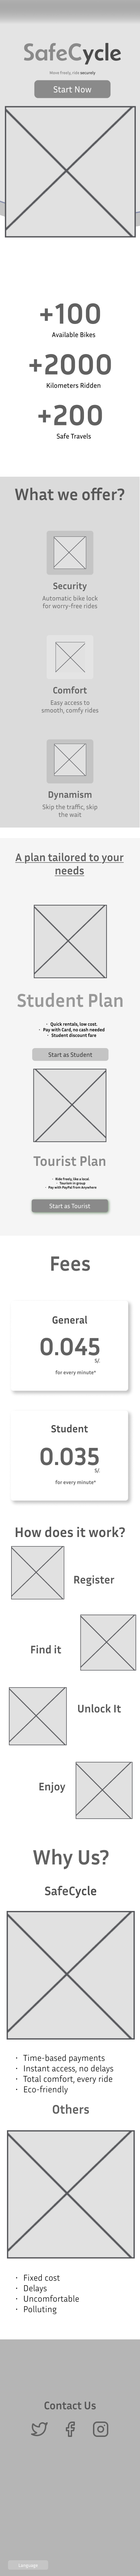 SafeCycle
Move freely, ride securely
Start Now
+100
Available Bikes
+2000
Kilometers Ridden
+200
Safe Travels
What we offer?
Security
Automatic bike lock
for worry-free rides
Comfort
Easy access to
smooth, comfy rides
Dynamism
Skip the traffic, skip
the wait
A plan tailored to your
needs
Student Plan
· Quick rentals, low cost.
· Pay with Card, no cash needed
· Student discount fare
Start as Student
Tourist Plan
· Ride freely, like a local
· Tourism in group
· Pay with PayPal from Anywhere
Start as Tourist
Fees
General
0.045
S/.
for every minute*
Student
0.035
S/.
for every minute*
How does it work?
Register
Find it
Unlock It
Enjoy
Why Us?
SafeCycle
· Time-based payments
· Instant access, no delays
· Total comfort, every ride
· Eco-friendly
Others
· Fixed cost
· Delays
· Uncomfortable
· Polluting
Contact Us
Language